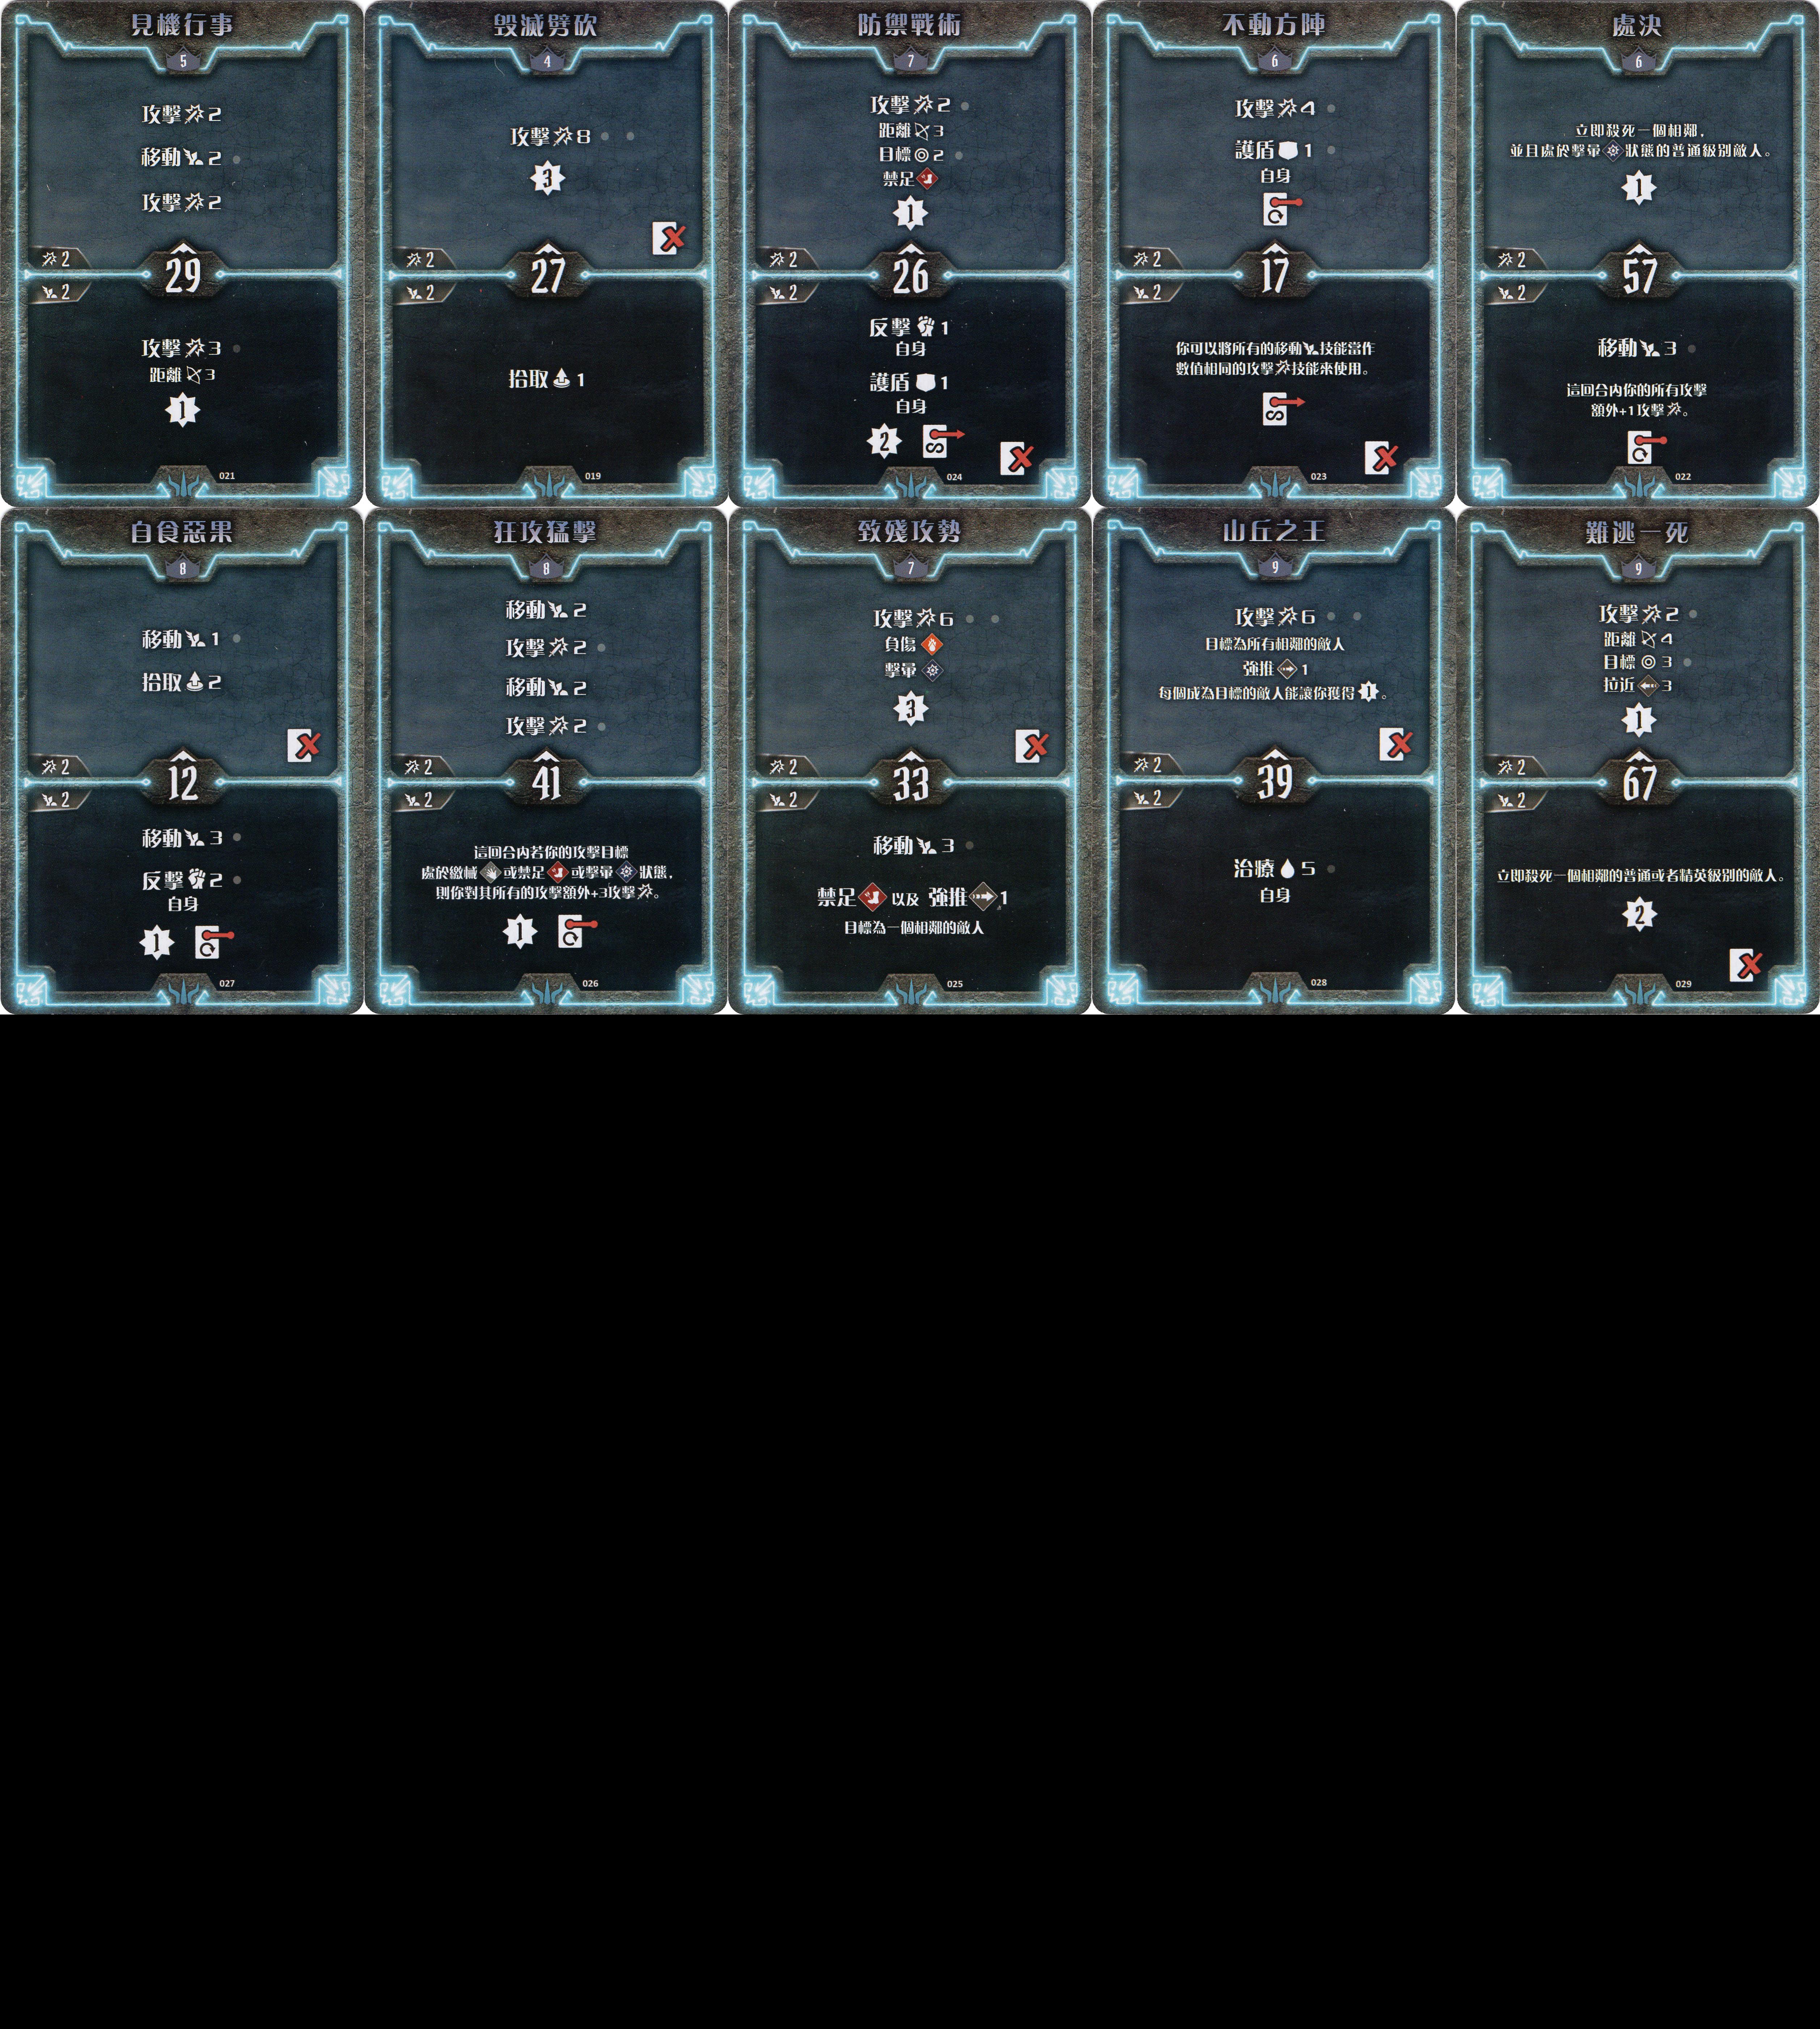 見機行事
5
攻擊 2
移動 2
攻擊 2
2
29
2
攻擊 3
距離 3
1
021
毀滅劈砍
4
攻擊 8
3
2
27
2
拾取 1
019
防禦戰術
7
攻擊 2
距離 3
目標 2
禁足
1
2
26
2
反擊 1
自身
護盾 1
自身
2
024
不動方陣
6
攻擊 4
護盾 1
自身
2
17
2
你可以將所有的移動 技能當作
數值相同的攻擊 技能來使用。
023
處決
6
立即殺死一個相鄰,
並且處於擊暈 狀態的普通級別敵人。
1
2
57
2
移動 3
這回合內你的所有攻擊
額外+1攻擊 。
022
自食惡果
8
移動 1
拾取 2
2
12
2
移動 3
反擊 2
自身
1
027
狂攻猛擊
8
移動 2
攻擊 2
移動 2
攻擊 2
2
41
2
這回合內若你的攻擊目標
處於繳械 或禁足 或擊暈 狀態,
則你對其所有的攻擊額外+3攻擊 。
1
026
致殘攻勢
7
攻擊 6
負傷
擊暈
3
2
33
2
移動 3
禁足 以及 強推 1
目標為一個相鄰的敵人
025
山丘之王
9
攻擊 6
目標為所有相鄰的敵人
強推 1
每個成為目標的敵人能讓你獲得 1 。
2
39
2
治療 5
自身
028
難逃一死
9
攻擊 2
距離 4
目標 3
拉近 3
1
2
67
2
立即殺死一個相鄰的普通或者精英級別的敵人。
2
029